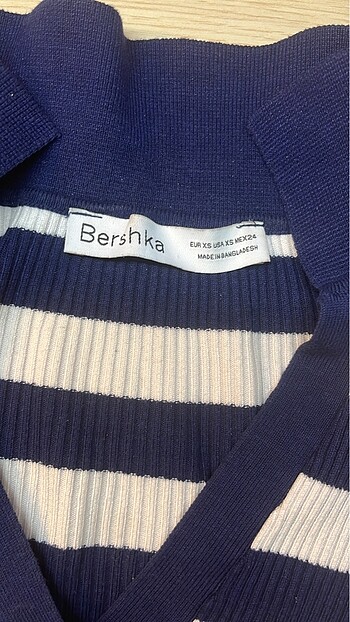 Bershka
EUR XS USA XS MEX24
MADE IN BANGLADESH